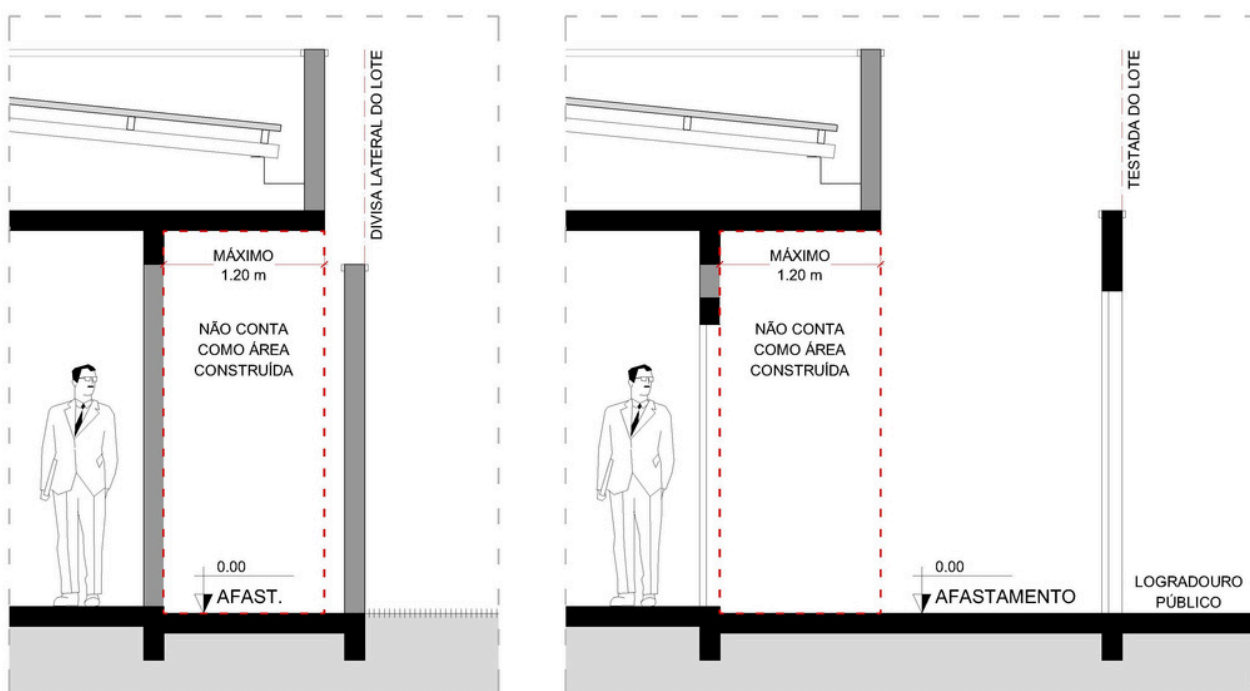 DIVISA LATERAL DO LOTE
MÁXIMO
1.20 m
NÃO CONTA
COMO ÁREA
CONSTRUÍDA
0.00
AFAST.
TESTADA DO LOTE
MÁXIMO
1.20 m
NÃO CONTA
COMO ÁREA
CONSTRUÍDA
0.00
AFASTAMENTO
LOGRADOURO
PÚBLICO